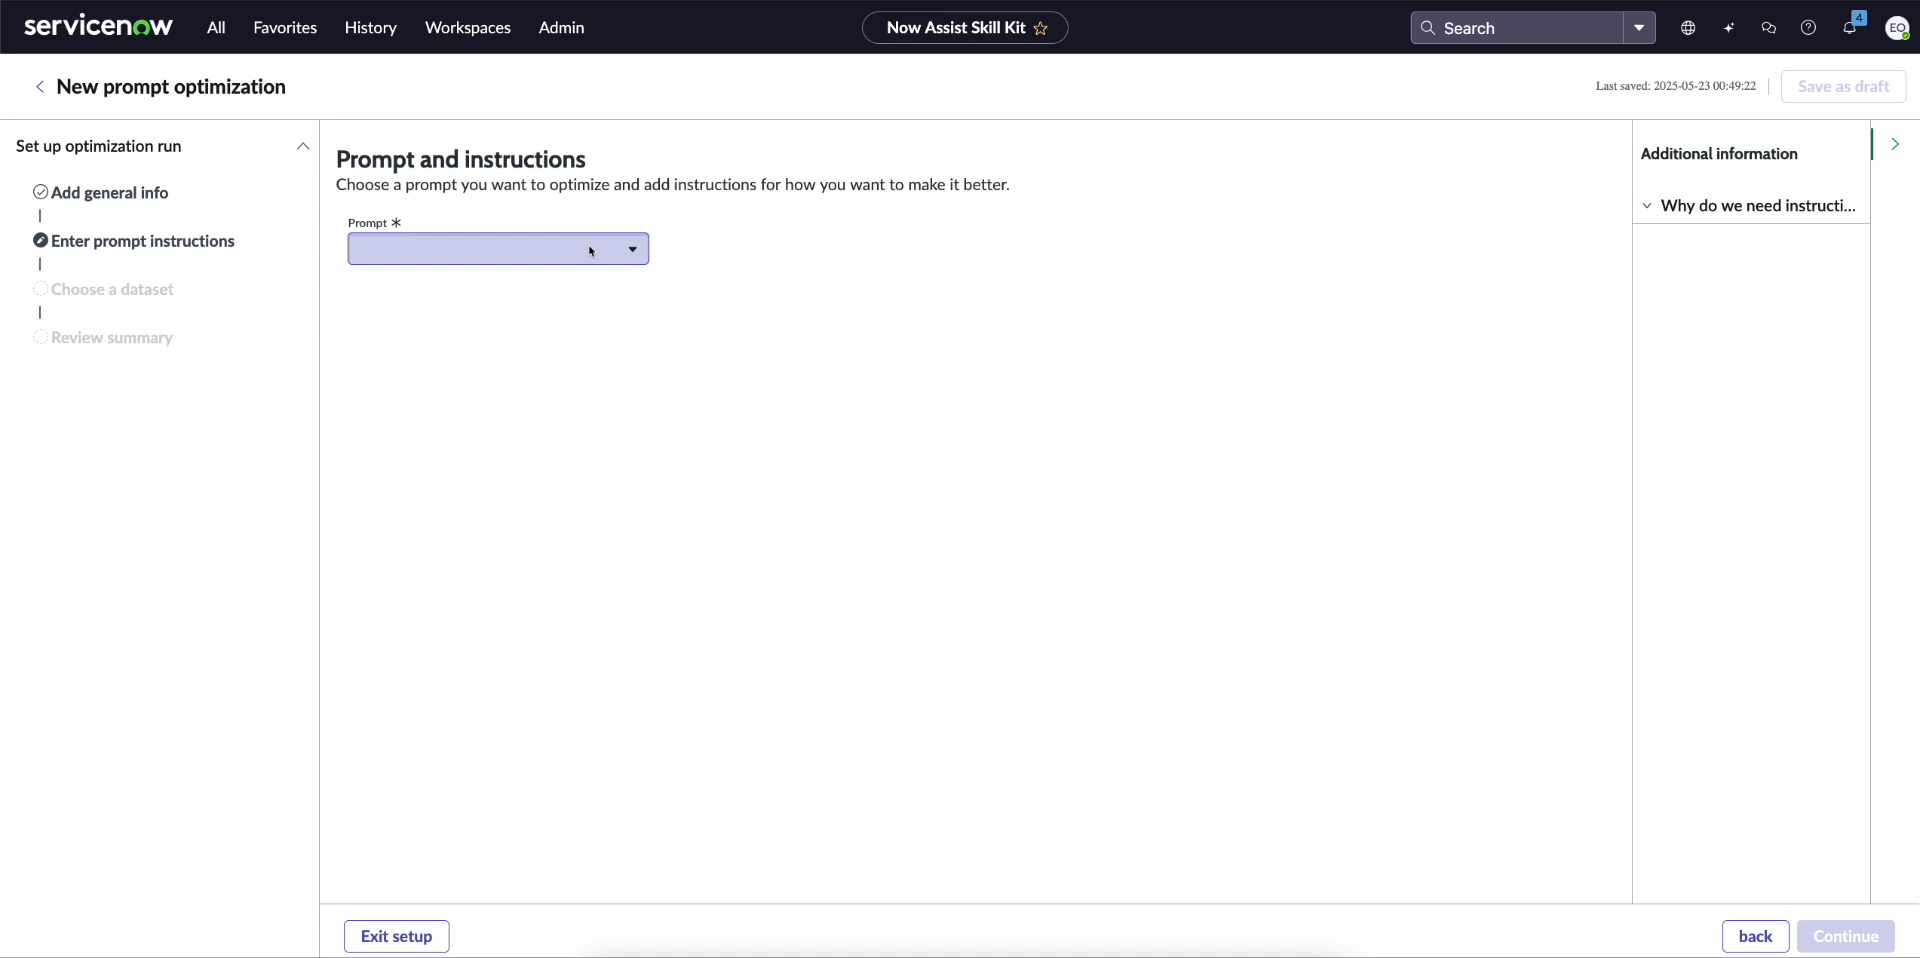 servicenow
All
Favorites
History
Workspaces
Admin
Now Assist Skill Kit
Search
4
EO
New prompt optimization
Last saved: 2025-05-23 00:49:22
Save as draft
Set up optimization run
Add general info
Enter prompt instructions
Choose a dataset
Review summary
Prompt and instructions
Choose a prompt you want to optimize and add instructions for how you want to make it better.
Prompt *
Additional information
Why do we need instructi...
Exit setup
back
Continue